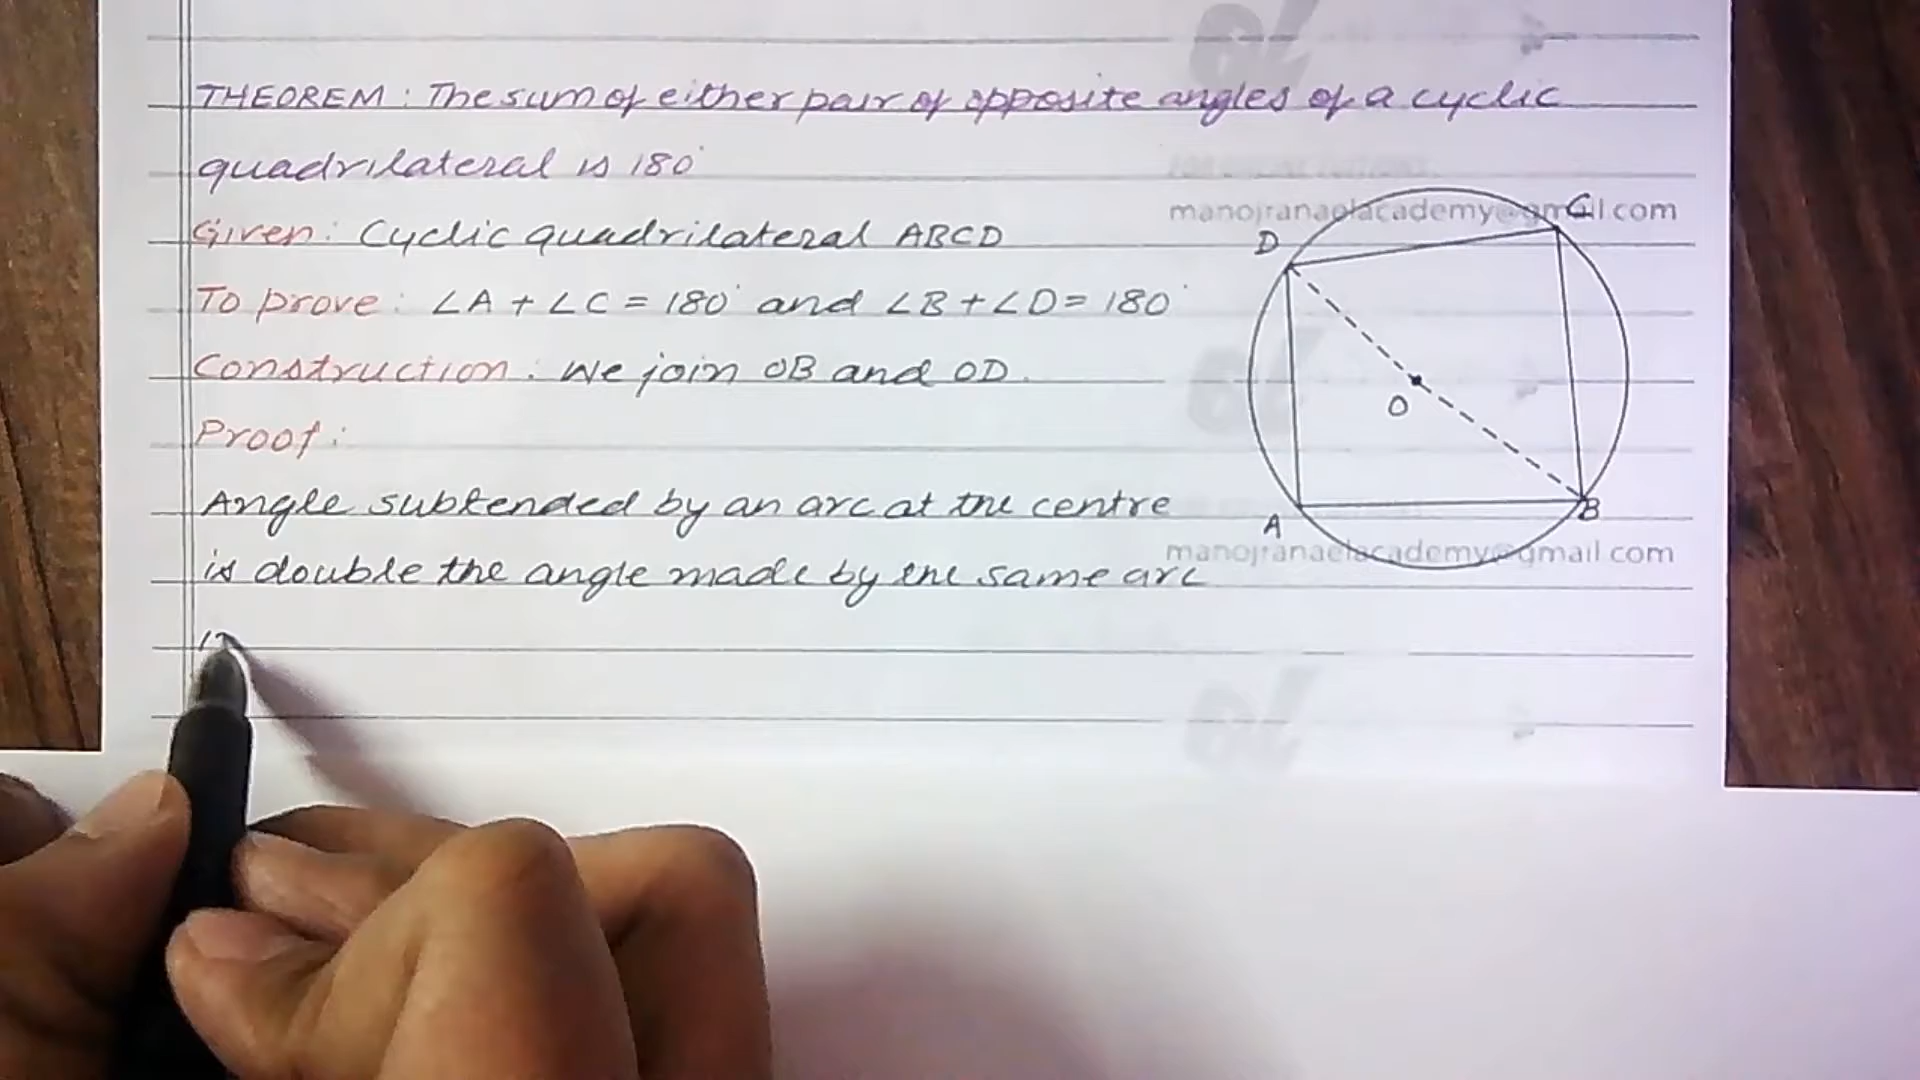 THEOREM: The sum of either pair of opposite angles of a cyclic
quadrilateral is 180°
Given: Cyclic quadrilateral ABCD
To prove: ∠A + ∠C = 180° and ∠B + ∠D = 180°
Construction: We join OB and OD.
Proof:
Angle subtended by an arc at the centre
is double the angle made by the same arc
manojranaelacademy@gmail.com
C
D
O
A
B
manojranaelacademy@gmail.com